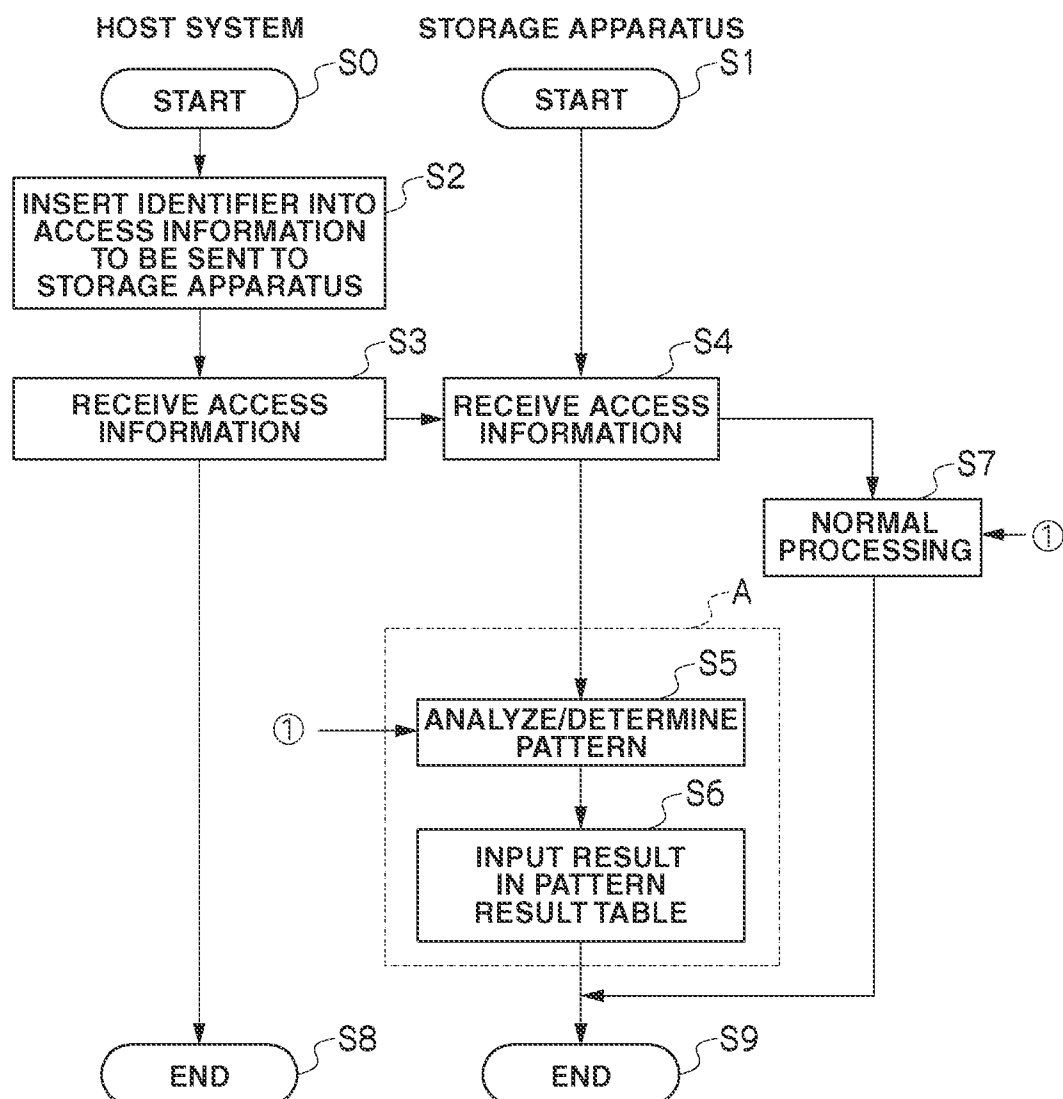 HOST SYSTEM
STORAGE APPARATUS
S0
START
S1
START
S2
INSERT IDENTIFIER INTO
ACCESS INFORMATION
TO BE SENT TO
STORAGE APPARATUS
S3
RECEIVE ACCESS
INFORMATION
S4
RECEIVE ACCESS
INFORMATION
S7
NORMAL
PROCESSING
①
A
S5
①
ANALYZE/DETERMINE
PATTERN
S6
INPUT RESULT
IN PATTERN
RESULT TABLE
S8
END
S9
END